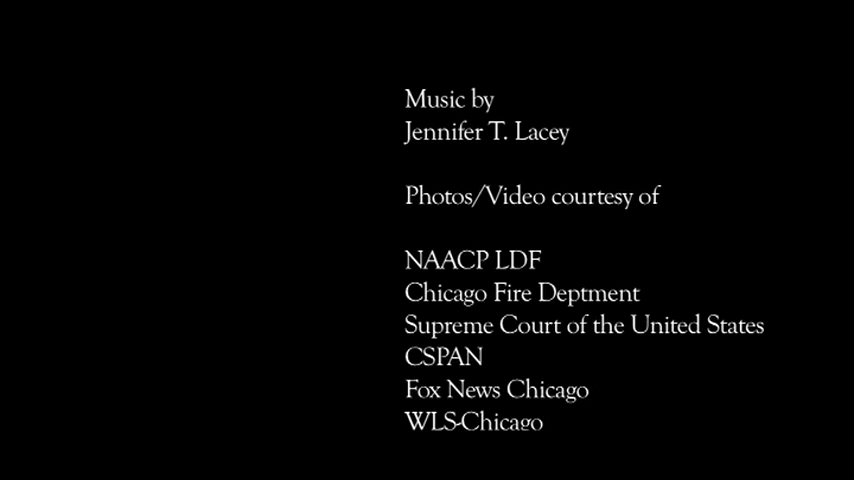 Music by
Jennifer T. Lacey
Photos/Video courtesy of
NAACP LDF
Chicago Fire Deptment
Supreme Court of the United States
CSPAN
Fox News Chicago
WLS-Chicago